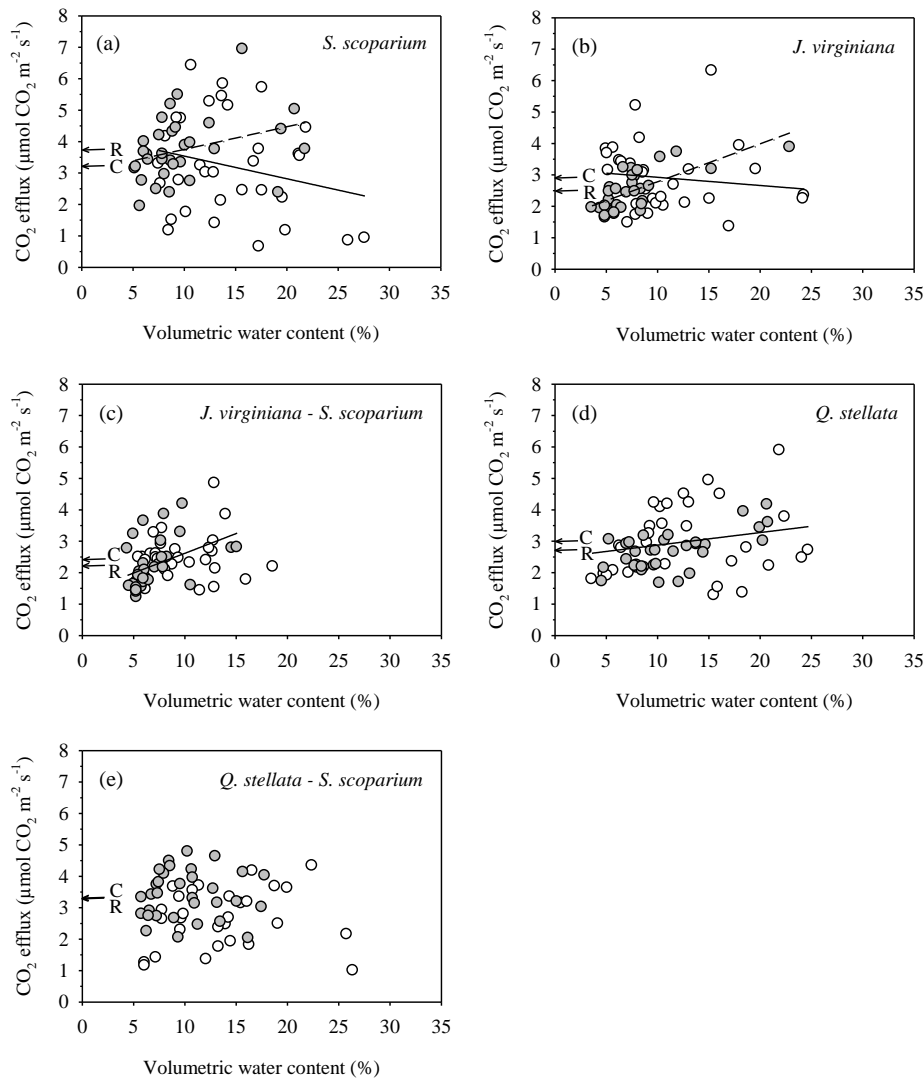 8
7
6
5
4
3
2
1
0
(a)
S. scoparium
R
C
0 5 10 15 20 25 30 35
Volumetric water content (%)
CO2 efflux (µmol CO2 m-2 s-1)
8
7
6
5
4
3
2
1
0
(b)
J. virginiana
C
R
0 5 10 15 20 25 30 35
Volumetric water content (%)
CO2 efflux (µmol CO2 m-2 s-1)
8
7
6
5
4
3
2
1
0
(c)
J. virginiana - S. scoparium
C
R
0 5 10 15 20 25 30 35
Volumetric water content (%)
CO2 efflux (µmol CO2 m-2 s-1)
8
7
6
5
4
3
2
1
0
(d)
Q. stellata
C
R
0 5 10 15 20 25 30 35
Volumetric water content (%)
CO2 efflux (µmol CO2 m-2 s-1)
8
7
6
5
4
3
2
1
0
(e)
Q. stellata - S. scoparium
C
R
0 5 10 15 20 25 30 35
Volumetric water content (%)
CO2 efflux (µmol CO2 m-2 s-1)